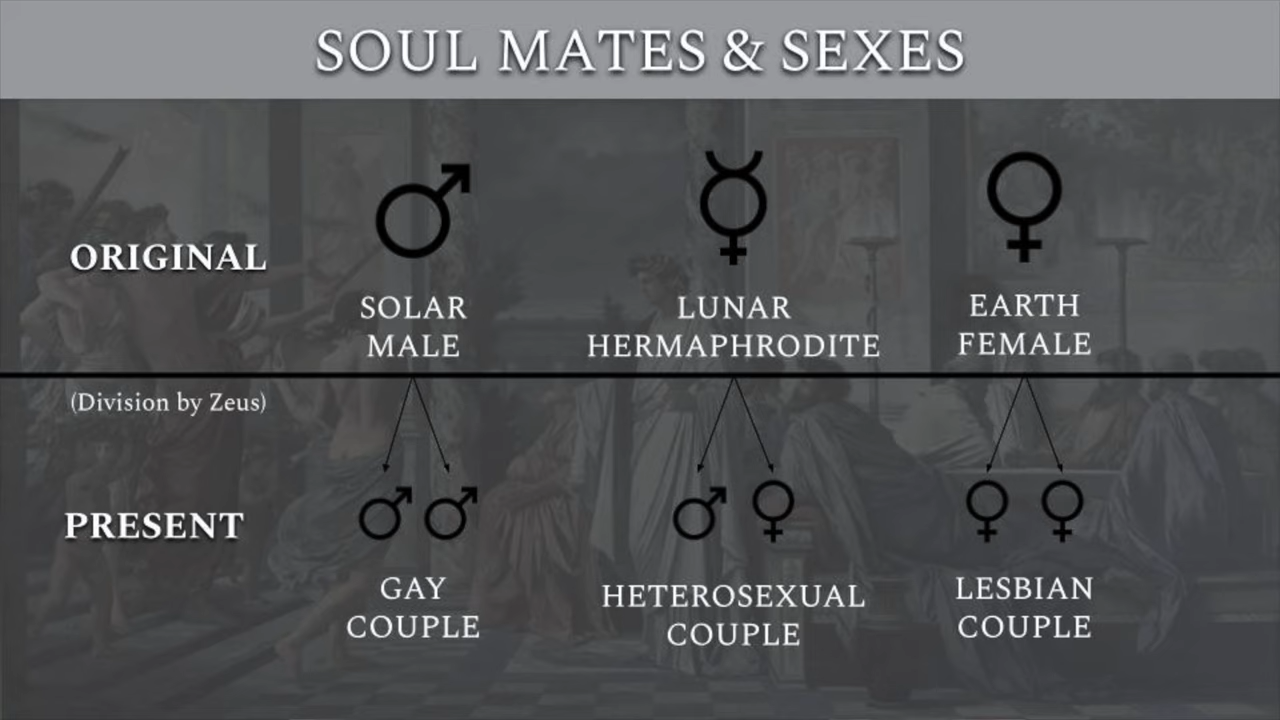 SOUL MATES & SEXES
ORIGINAL
SOLAR
MALE
LUNAR
HERMAPHRODITE
EARTH
FEMALE
(Division by Zeus)
PRESENT
GAY
COUPLE
HETEROSEXUAL
COUPLE
LESBIAN
COUPLE